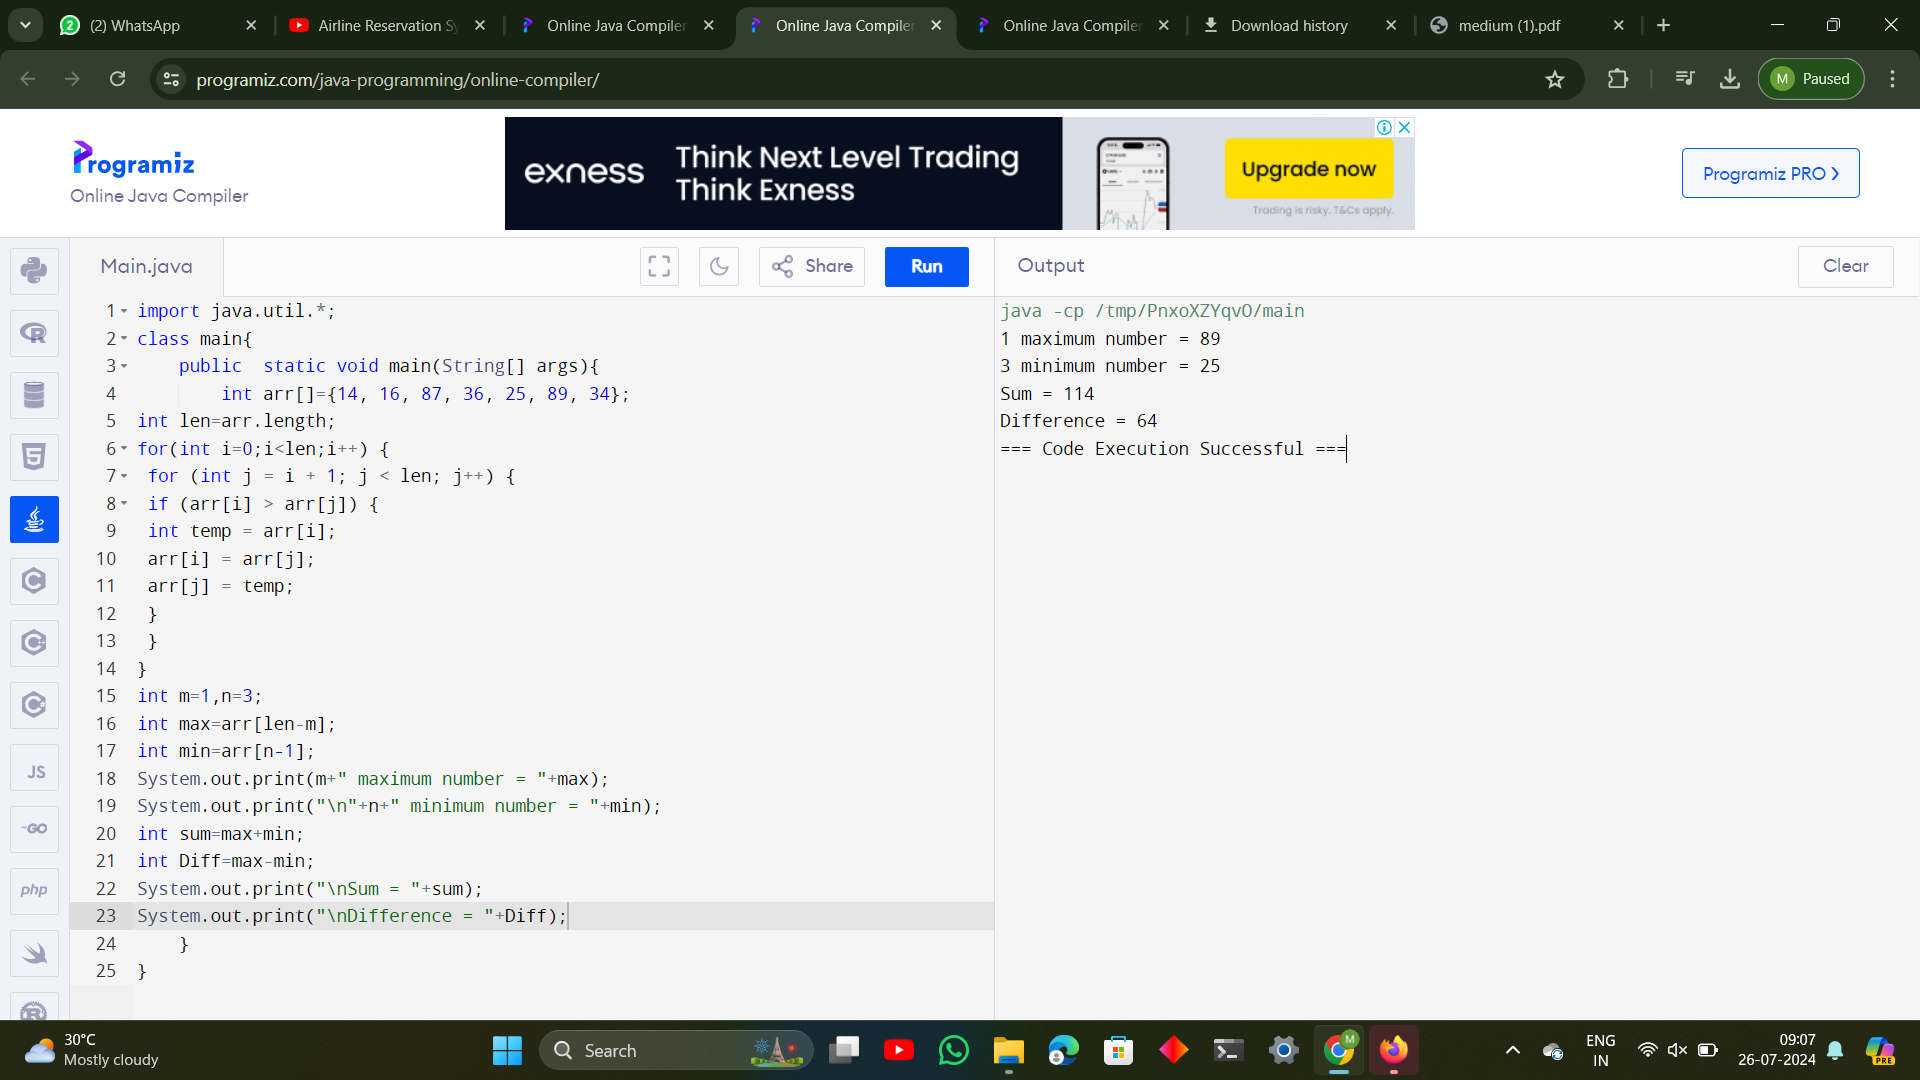 (2) WhatsApp
Airline Reservation Sy
Online Java Compiler
Online Java Compiler
Online Java Compiler
Download history
medium (1).pdf
programiz.com/java-programming/online-compiler/
M Paused
Programiz
Online Java Compiler
exness
Think Next Level Trading
Think Exness
Upgrade now
Trading is risky. T&Cs apply.
Programiz PRO
Main.java
Share
Run
Output
Clear
1 import java.util.*;
2 class main{
3 public  static void main(String[] args){
4 int arr[]={14, 16, 87, 36, 25, 89, 34};
5 int len=arr.length;
6 for(int i=0;i<len;i++) {
7 for (int j = i + 1; j < len; j++) {
8 if (arr[i] > arr[j]) {
9 int temp = arr[i];
10 arr[i] = arr[j];
11 arr[j] = temp;
12 }
13 }
14 }
15 int m=1,n=3;
16 int max=arr[len-m];
17 int min=arr[n-1];
18 System.out.print(m+" maximum number = "+max);
19 System.out.print("\n"+n+" minimum number = "+min);
20 int sum=max+min;
21 int Diff=max-min;
22 System.out.print("\nSum = "+sum);
23 System.out.print("\nDifference = "+Diff);
24 }
25 }
java -cp /tmp/PnxoXZYqvO/main
1 maximum number = 89
3 minimum number = 25
Sum = 114
Difference = 64
=== Code Execution Successful ===
JS
GO
php
30°C
Mostly cloudy
Search
M
ENG
IN
09:07
26-07-2024
PRE